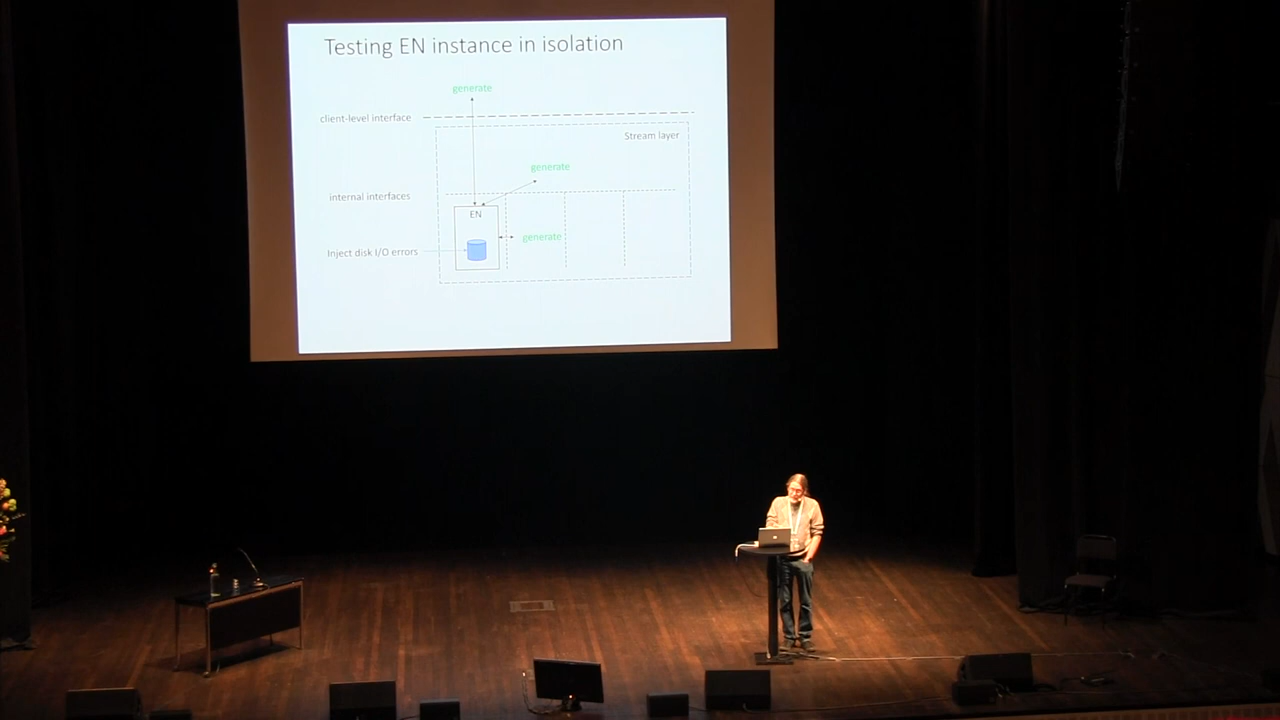 Testing EN instance in isolation
generate
client-level interface
Stream layer
generate
internal interfaces
EN
generate
Inject disk I/O errors